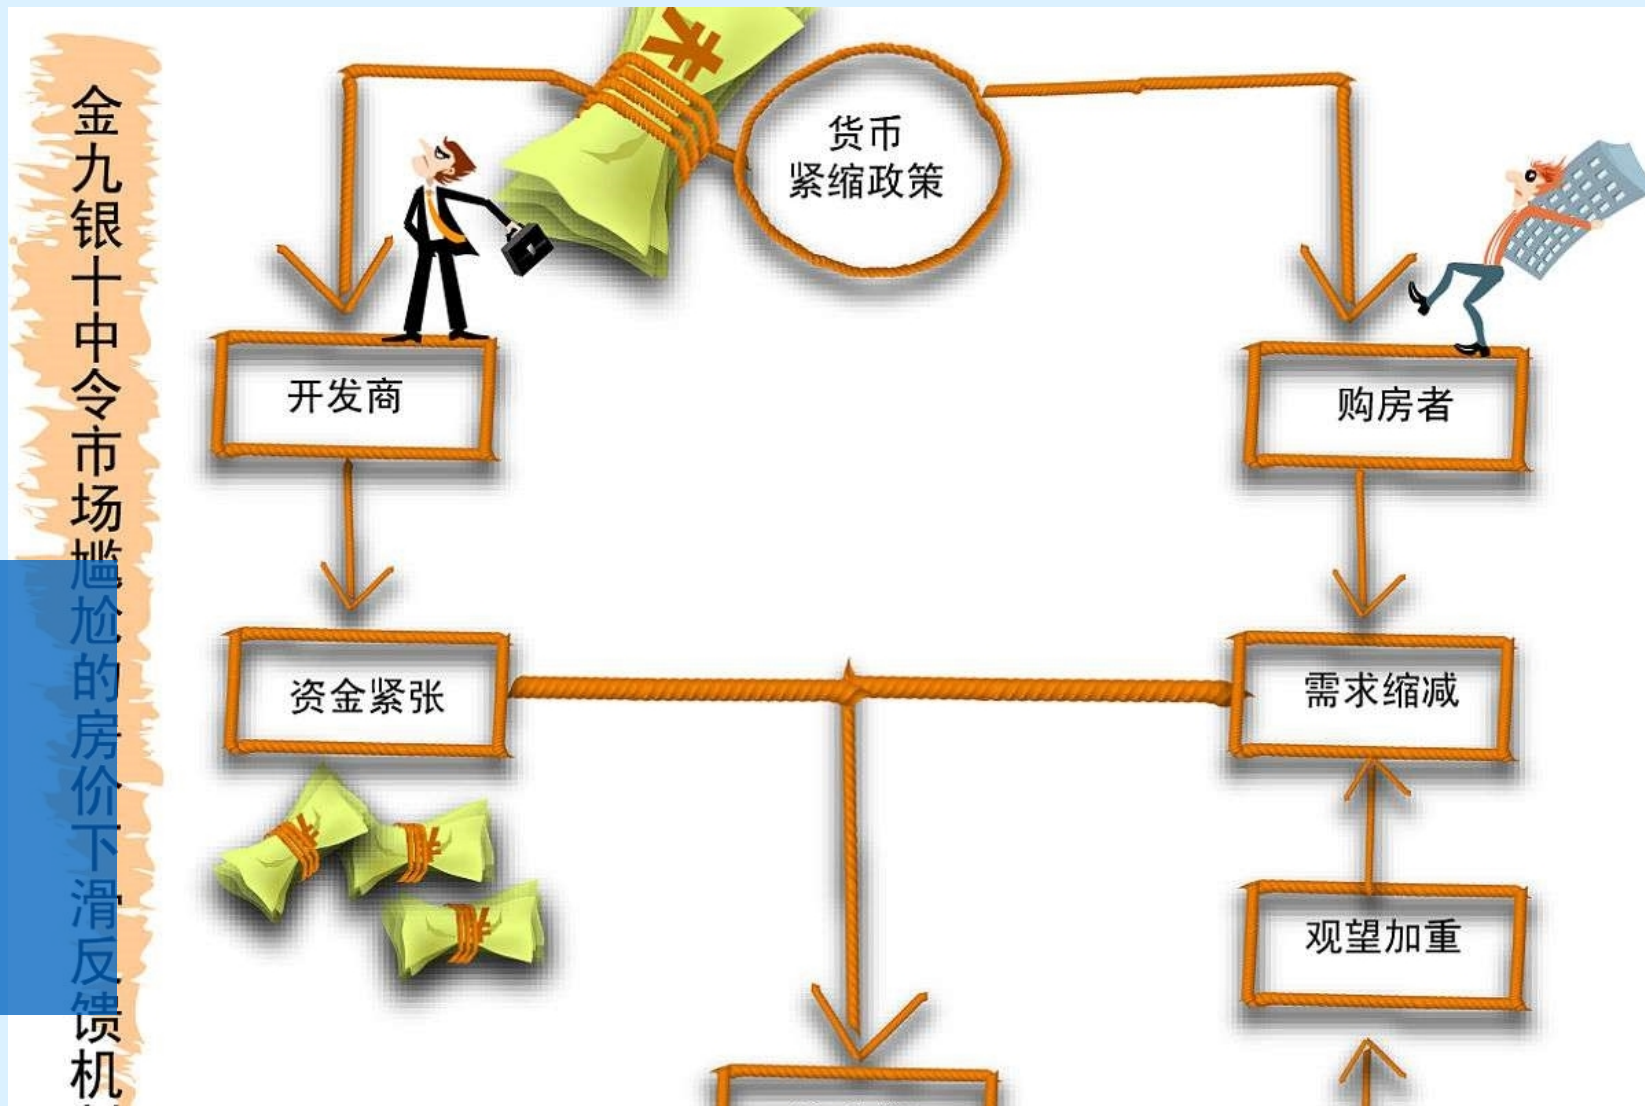 金九银十中令市场尴尬的房价下滑反馈机
货币
紧缩政策
开发商
购房者
资金紧张
需求缩减
观望加重